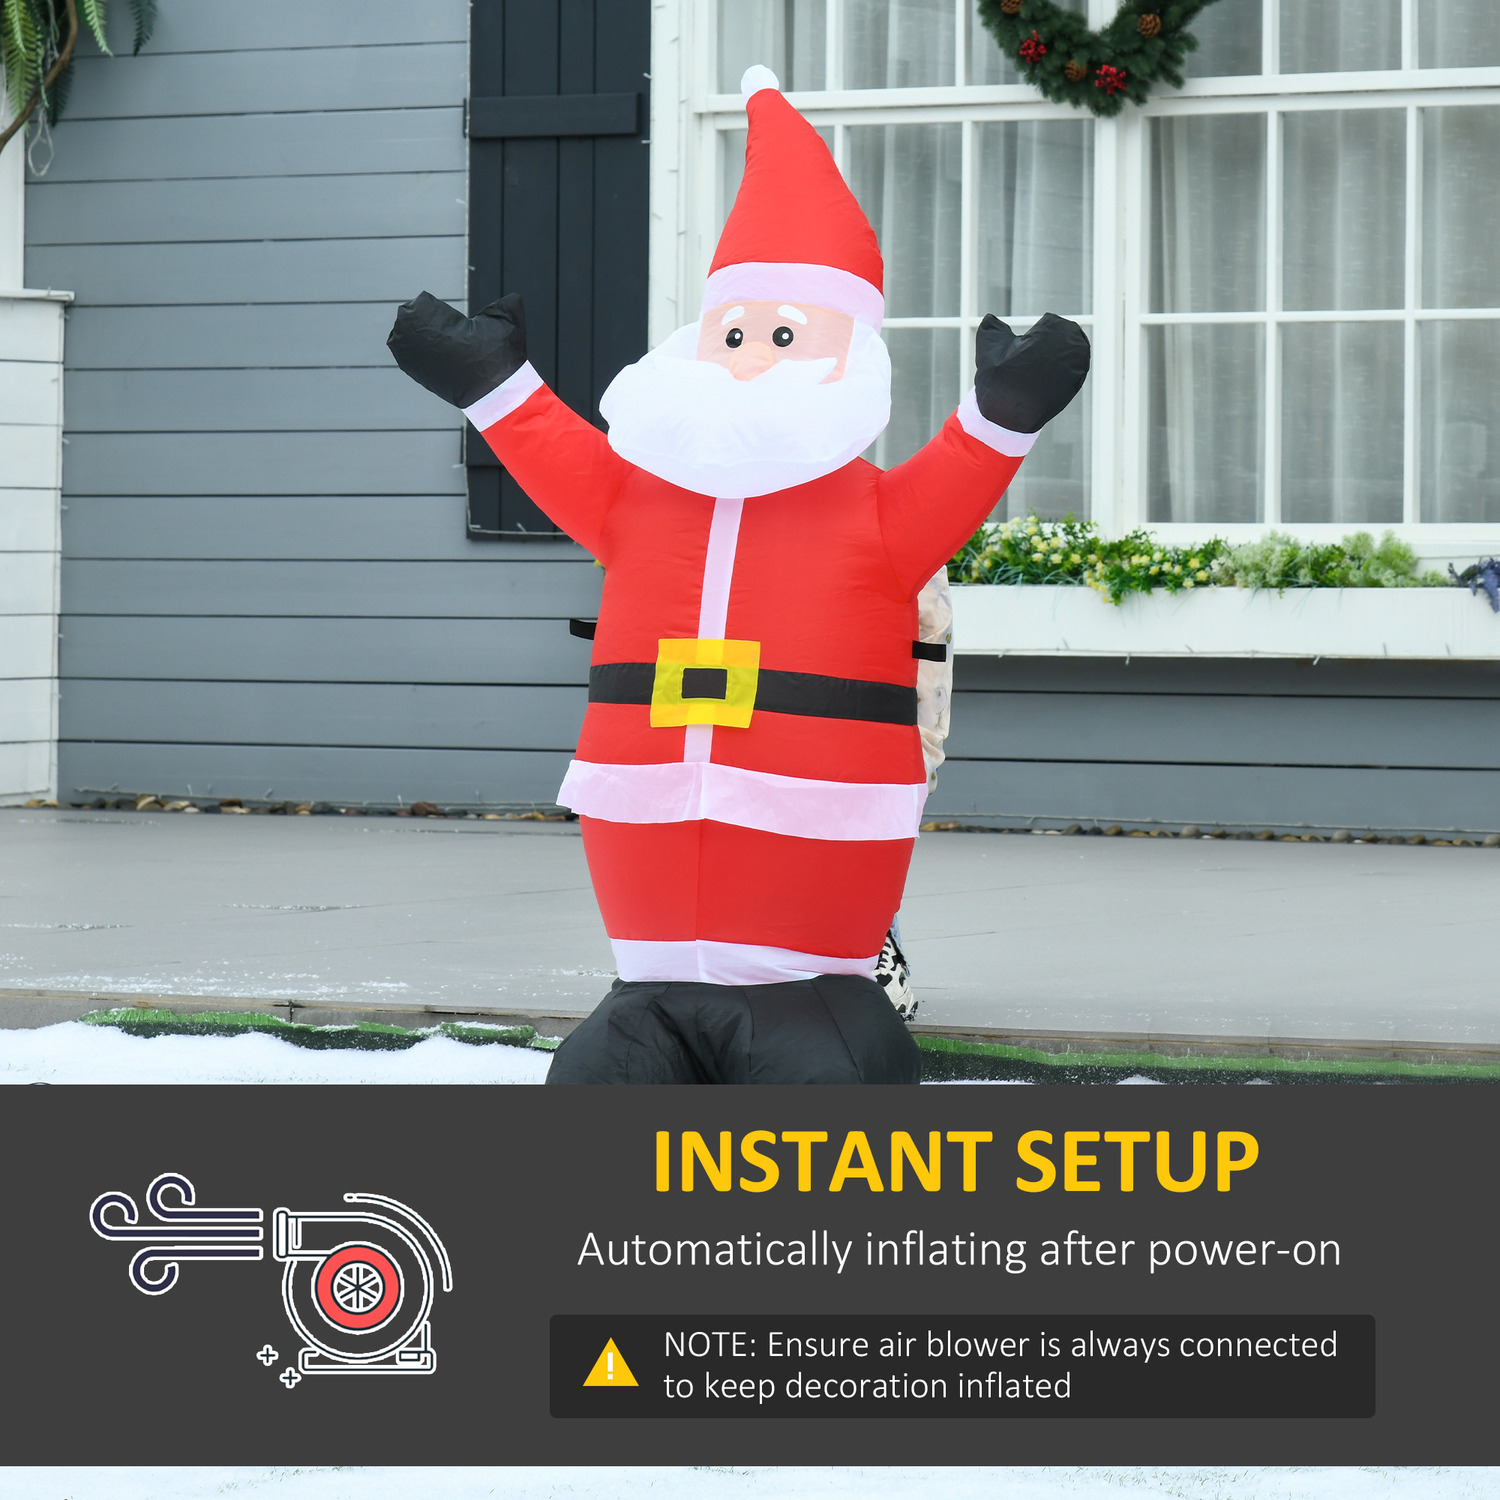 INSTANT SETUP
Automatically inflating after power-on
NOTE: Ensure air blower is always connected
to keep decoration inflated